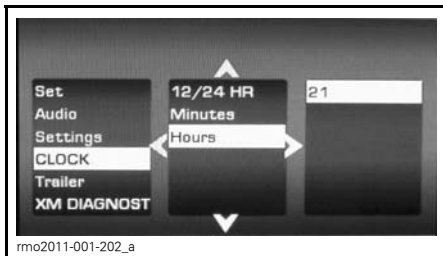 Set
Audio
Settings
CLOCK
Trailer
XM DIAGNOST
12/24 HR
Minutes
Hours
21
rmo2011-001-202_a